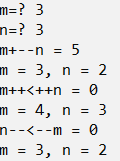 m=? 3
n=? 3
m+--n = 5
m = 3, n = 2
m++<++n = 0
m = 4, n = 3
n--<--m = 0
m = 3, n = 2